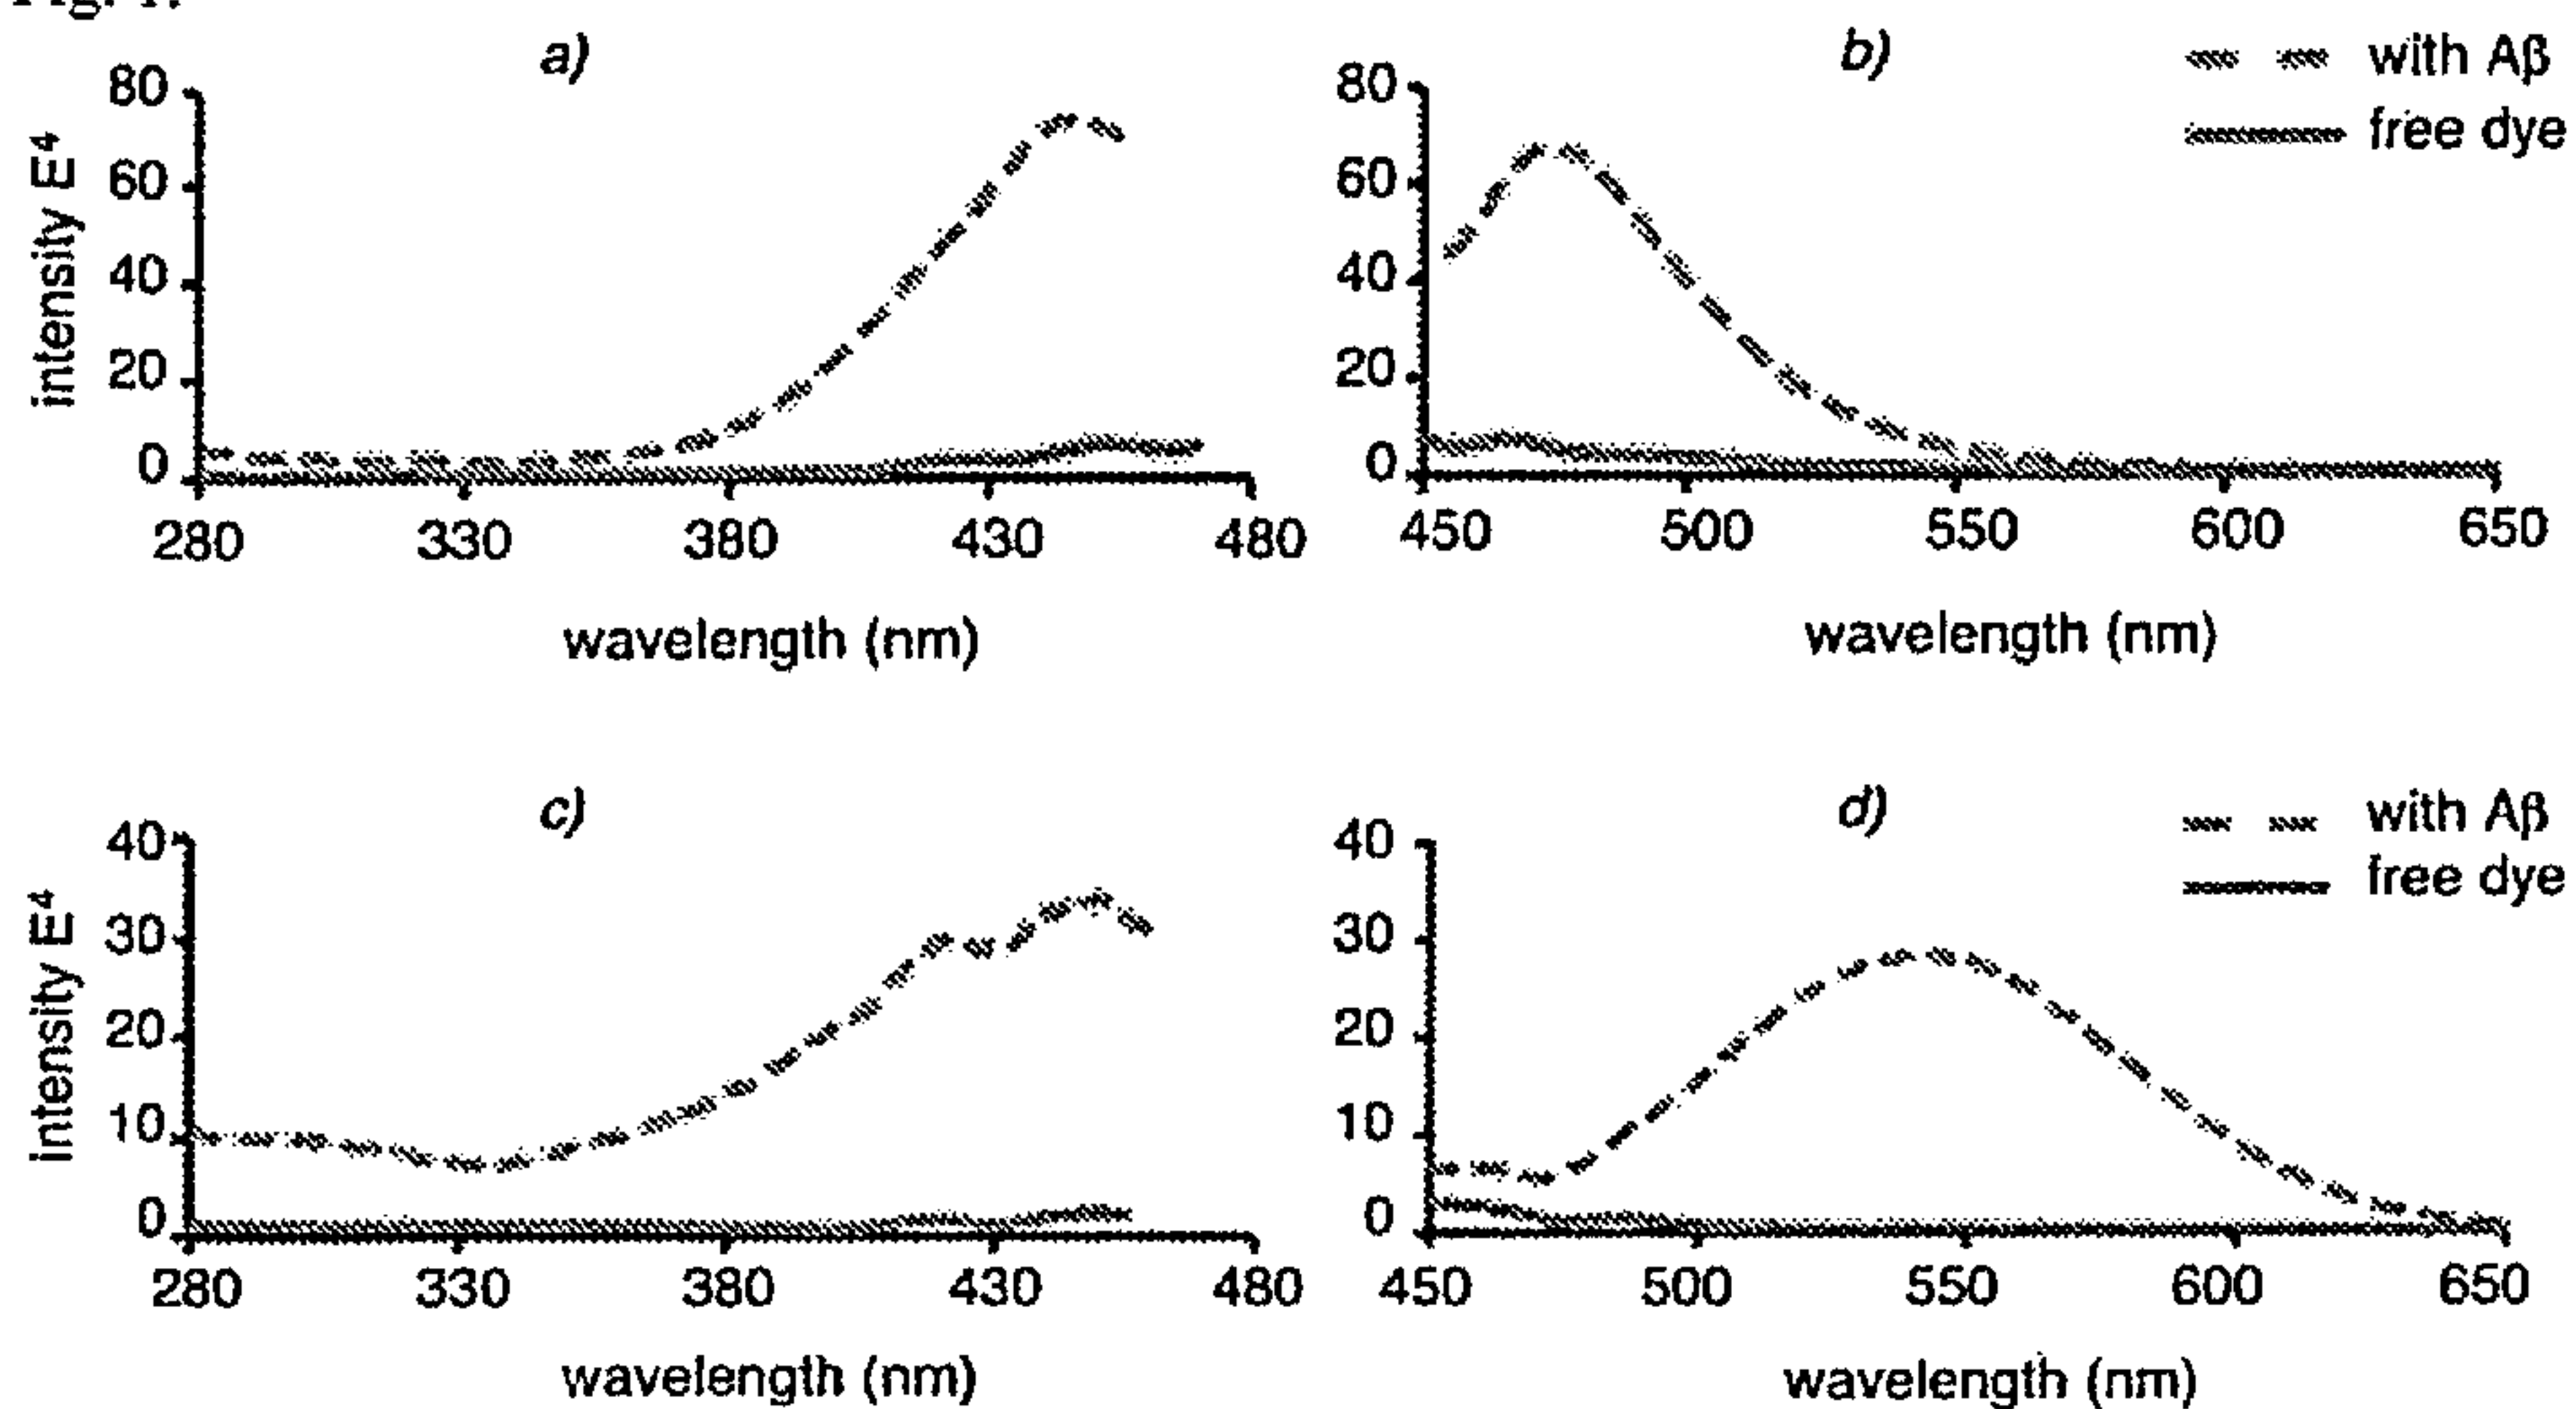 a)
80
60
40
20
0
intensity E⁴
280 330 380 430 480
wavelength (nm)
b)
with Aβ
free dye
80
60
40
20
0
450 500 550 600 650
wavelength (nm)
c)
40
30
20
10
0
intensity E⁴
280 330 380 430 480
wavelength (nm)
d)
with Aβ
free dye
40
30
20
10
0
450 500 550 600 650
wavelength (nm)